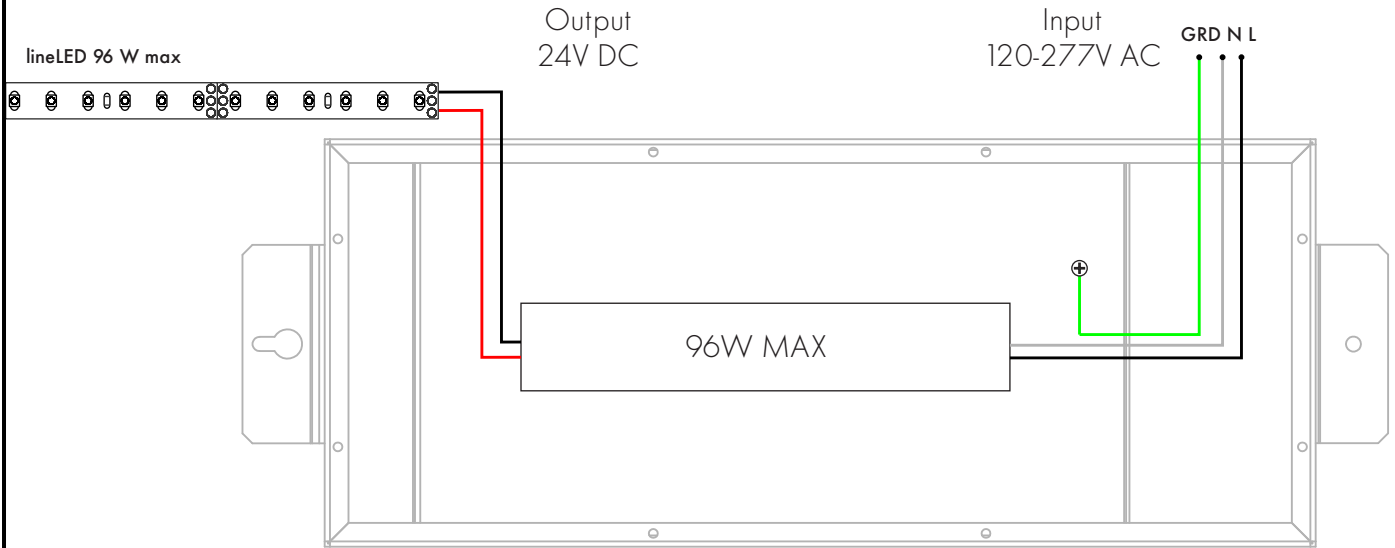 lineLED 96 W max
Output
24V DC
Input
120-277V AC
GRD N L
96W MAX